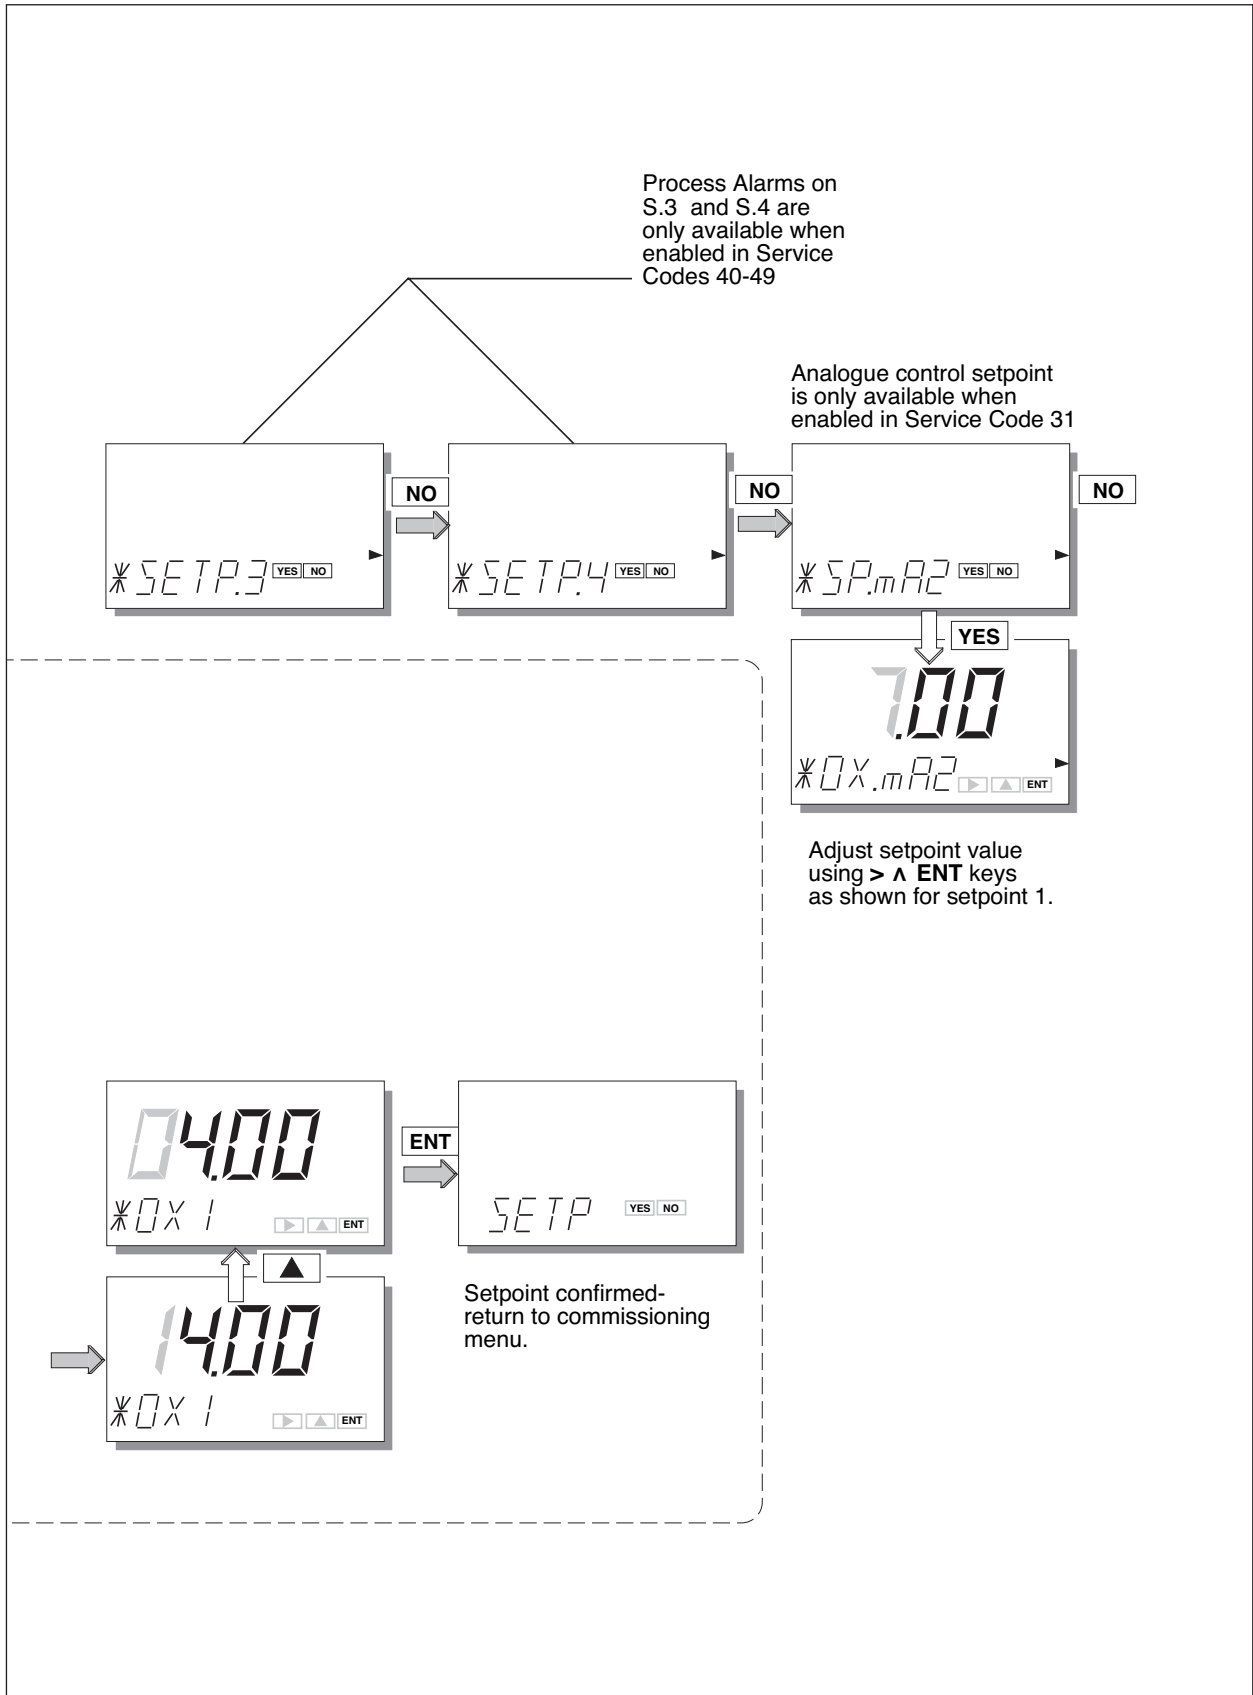 Process Alarms on
S.3 and S.4 are
only available when
enabled in Service
Codes 40-49
Analogue control setpoint
is only available when
enabled in Service Code 31
NO
NO
NO
SETP.3 YES NO
SETP.4 YES NO
SP.mA2 YES NO
YES
7.00
OX.mA2 ENT
Adjust setpoint value
using > ∧ ENT keys
as shown for setpoint 1.
04.00
OX 1 ENT
ENT
SETP YES NO
Setpoint confirmed-
return to commissioning
menu.
14.00
OX 1 ENT